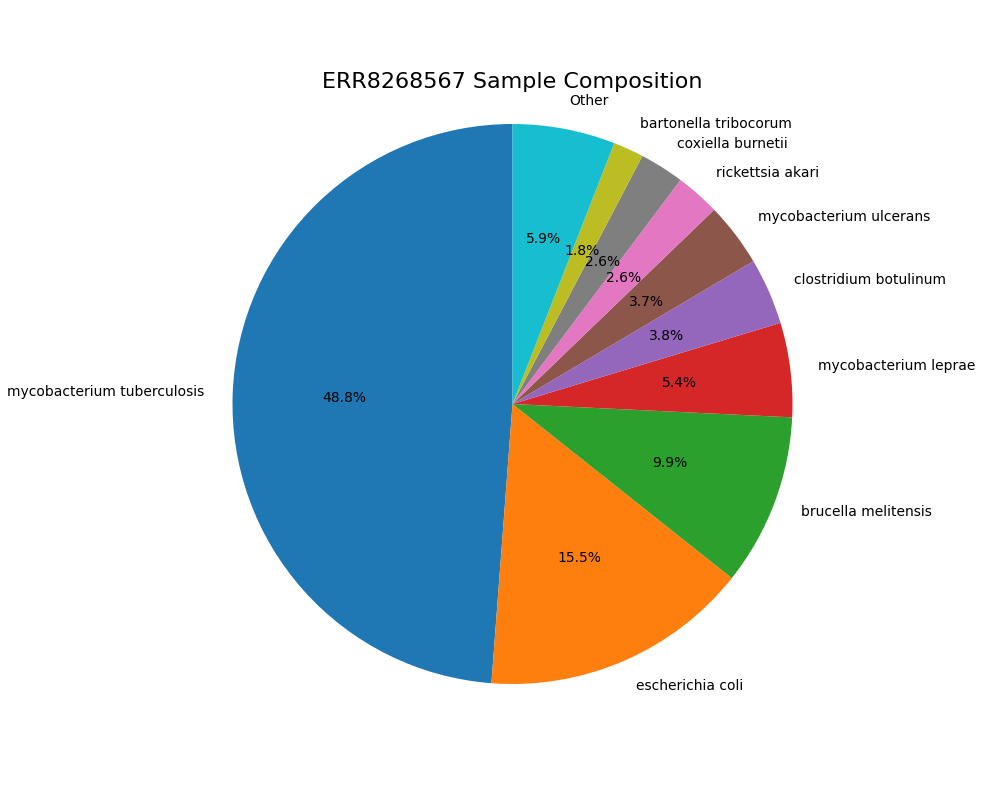 ERR8268567 Sample Composition
Other
bartonella tribocorum
coxiella burnetii
rickettsia akari
mycobacterium ulcerans
clostridium botulinum
mycobacterium leprae
brucella melitensis
escherichia coli
mycobacterium tuberculosis
5.9%
1.8%
2.6%
2.6%
3.7%
3.8%
5.4%
9.9%
15.5%
48.8%